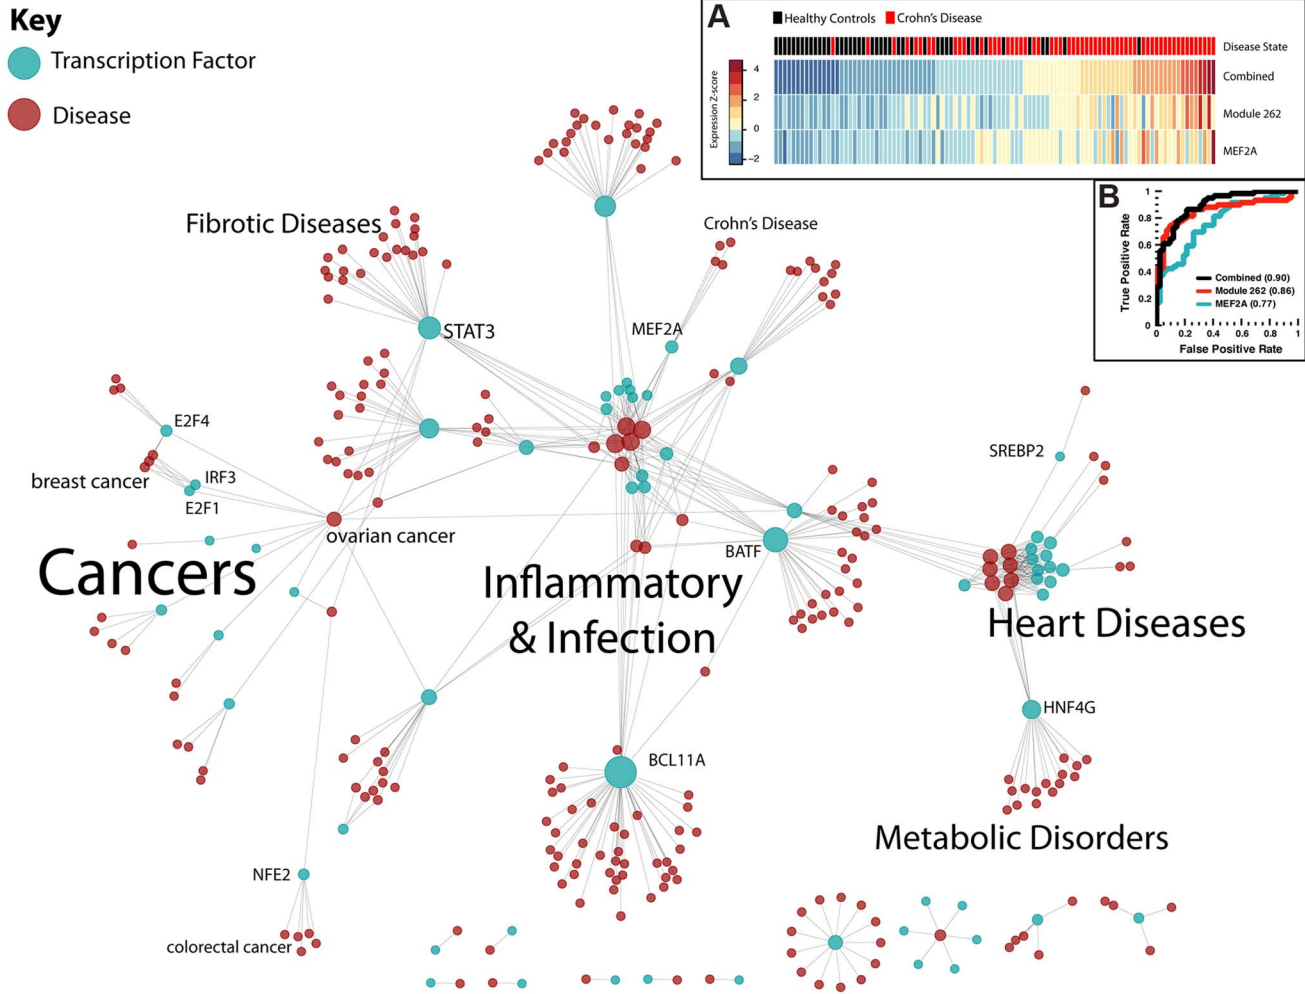 Key
Transcription Factor
Disease
A
Healthy Controls
Crohn's Disease
Disease State
Combined
Module 262
MEF2A
Expression Z-score
4
2
0
−2
B
True Positive Rate
1
0.8
0.6
0.4
0.2
0
Combined (0.90)
Module 262 (0.86)
MEF2A (0.77)
0 0.2 0.4 0.6 0.8 1
False Positive Rate
Fibrotic Diseases
Crohn's Disease
STAT3
MEF2A
E2F4
SREBP2
breast cancer
IRF3
E2F1
ovarian cancer
BATF
Cancers
Inflammatory
& Infection
Heart Diseases
HNF4G
BCL11A
Metabolic Disorders
NFE2
colorectal cancer